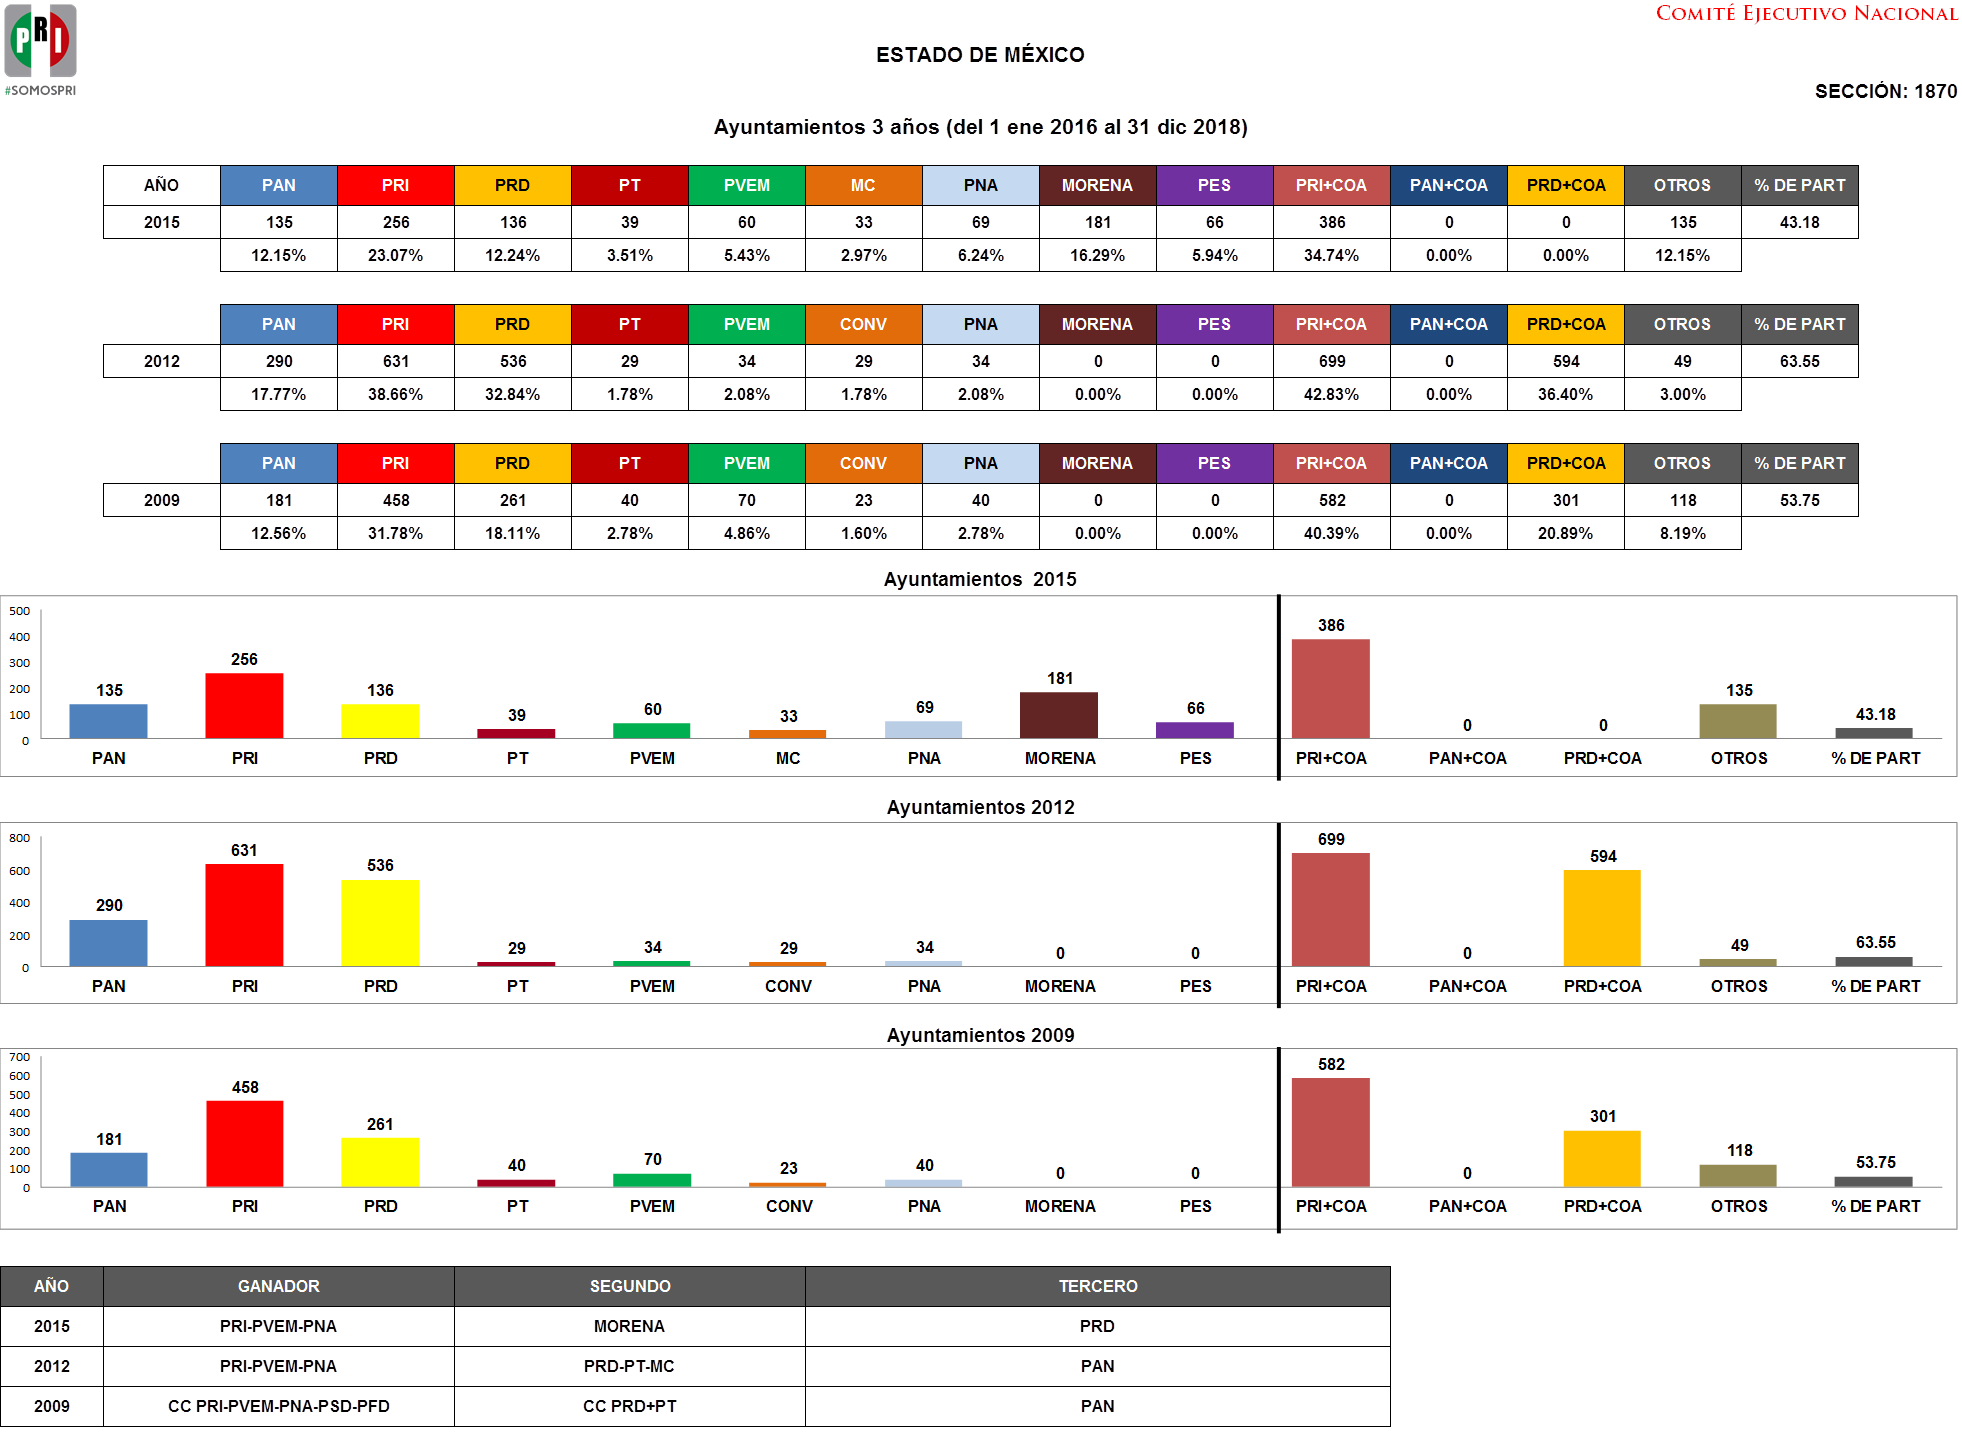 PRI
#SOMOSPRI
COMITÉ EJECUTIVO NACIONAL
ESTADO DE MÉXICO
SECCIÓN: 1870
Ayuntamientos 3 años (del 1 ene 2016 al 31 dic 2018)
AÑO PAN PRI PRD PT PVEM MC PNA MORENA PES PRI+COA PAN+COA PRD+COA OTROS % DE PART
2015 135 256 136 39 60 33 69 181 66 386 0 0 135 43.18
12.15% 23.07% 12.24% 3.51% 5.43% 2.97% 6.24% 16.29% 5.94% 34.74% 0.00% 0.00% 12.15%
PAN PRI PRD PT PVEM CONV PNA MORENA PES PRI+COA PAN+COA PRD+COA OTROS % DE PART
2012 290 631 536 29 34 29 34 0 0 699 0 594 49 63.55
17.77% 38.66% 32.84% 1.78% 2.08% 1.78% 2.08% 0.00% 0.00% 42.83% 0.00% 36.40% 3.00%
PAN PRI PRD PT PVEM CONV PNA MORENA PES PRI+COA PAN+COA PRD+COA OTROS % DE PART
2009 181 458 261 40 70 23 40 0 0 582 0 301 118 53.75
12.56% 31.78% 18.11% 2.78% 4.86% 1.60% 2.78% 0.00% 0.00% 40.39% 0.00% 20.89% 8.19%
Ayuntamientos 2015
500
400
300
200
100
0
135 256 136 39 60 33 69 181 66 386 0 0 135 43.18
PAN PRI PRD PT PVEM MC PNA MORENA PES PRI+COA PAN+COA PRD+COA OTROS % DE PART
Ayuntamientos 2012
800
600
400
200
0
290 631 536 29 34 29 34 0 0 699 0 594 49 63.55
PAN PRI PRD PT PVEM CONV PNA MORENA PES PRI+COA PAN+COA PRD+COA OTROS % DE PART
Ayuntamientos 2009
700
600
500
400
300
200
100
0
181 458 261 40 70 23 40 0 0 582 0 301 118 53.75
PAN PRI PRD PT PVEM CONV PNA MORENA PES PRI+COA PAN+COA PRD+COA OTROS % DE PART
AÑO GANADOR SEGUNDO TERCERO
2015 PRI-PVEM-PNA MORENA PRD
2012 PRI-PVEM-PNA PRD-PT-MC PAN
2009 CC PRI-PVEM-PNA-PSD-PFD CC PRD+PT PAN